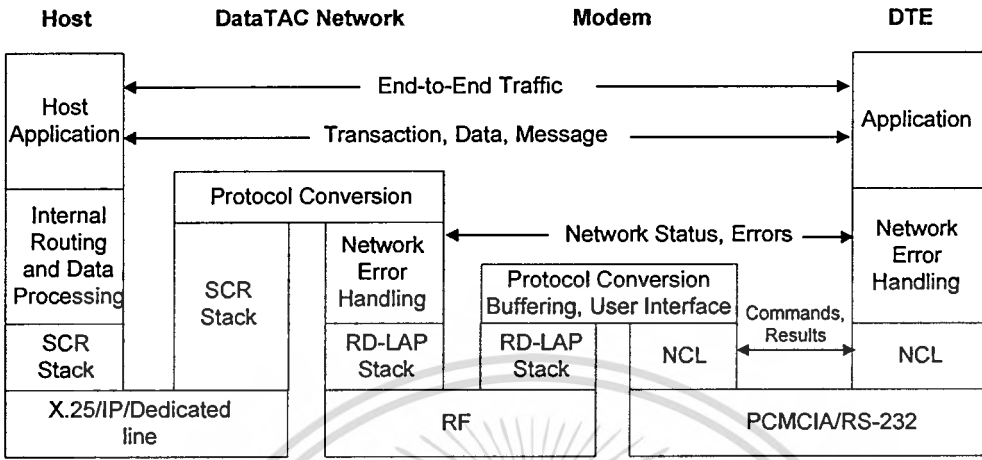 Host DataTAC Network Modem DTE
End-to-End Traffic
Host
Application
Application
Transaction, Data, Message
Protocol Conversion
Internal
Routing
and Data
Processing
Network Status, Errors
Network
Error
Handling
SCR
Stack
Network
Error
Handling
Protocol Conversion
Buffering, User Interface
Commands,
Results
SCR
Stack
RD-LAP
Stack
RD-LAP
Stack
NCL
NCL
X.25/IP/Dedicated
line
RF
PCMCIA/RS-232